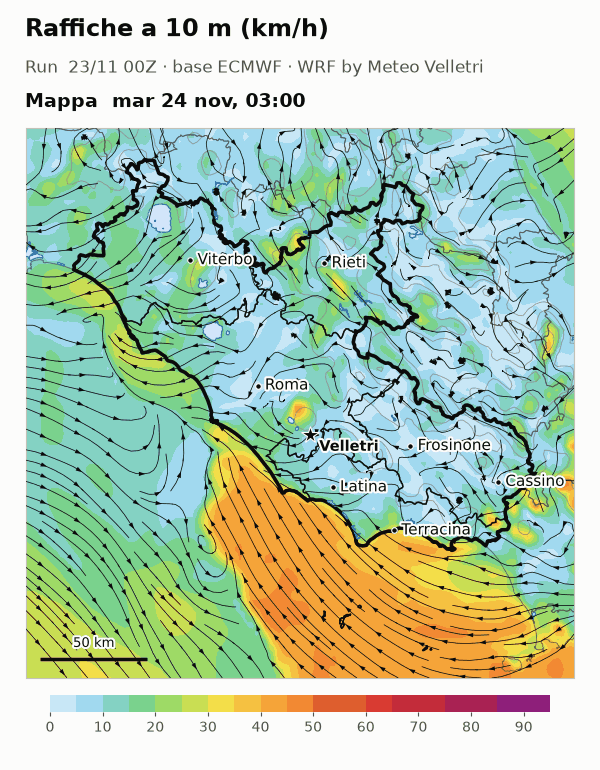 Raffiche a 10 m (km/h)
Run 23/11 00Z · base ECMWF · WRF by Meteo Velletri
Mappa mar 24 nov, 03:00
Viterbo
Rieti
Roma
Velletri
Frosinone
Latina
Cassino
Terracina
50 km
0 10 20 30 40 50 60 70 80 90